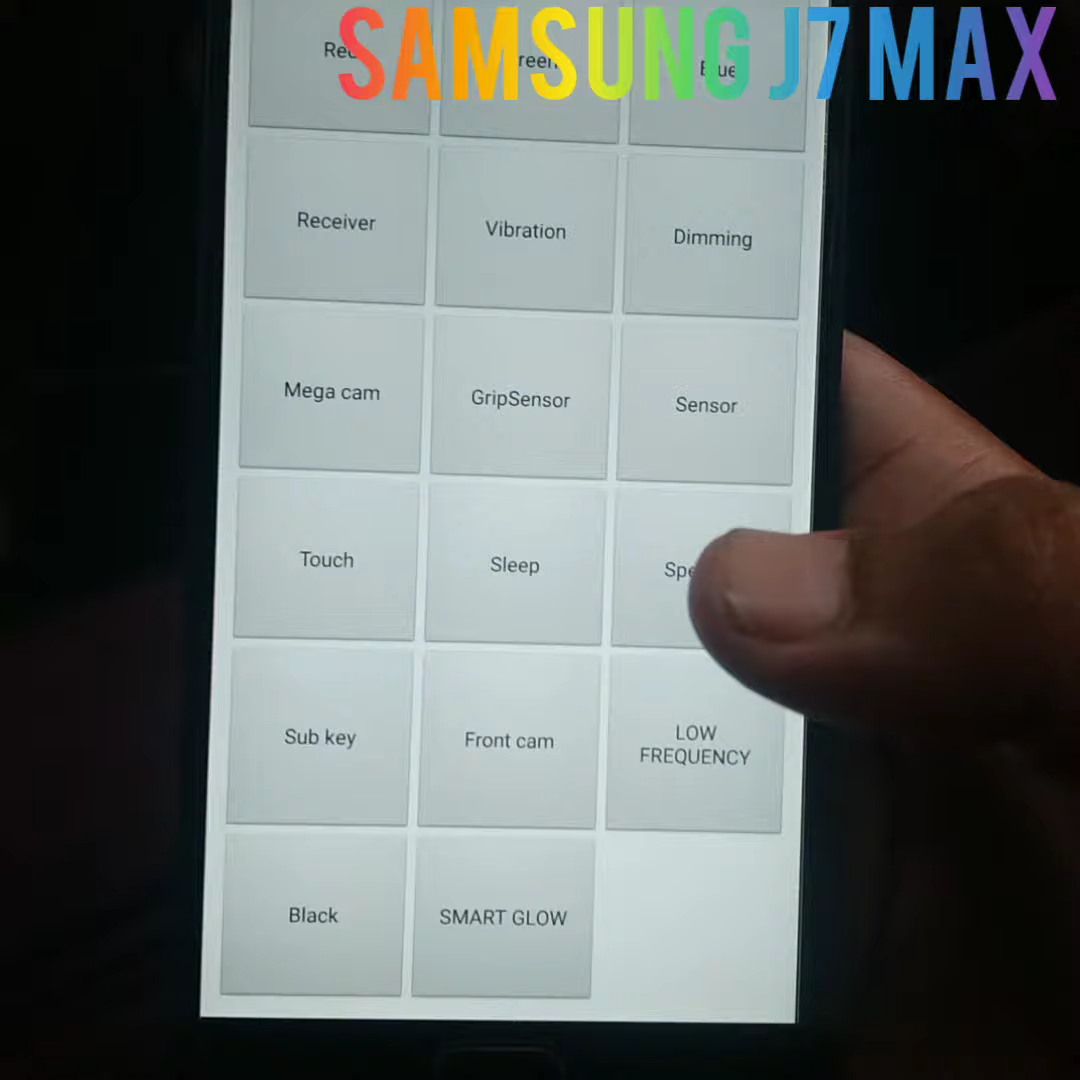 SAMSUNG J7 MAX
Receiver Vibration Dimming
Mega cam GripSensor Sensor
Touch Sleep
Sub key Front cam LOW
FREQUENCY
Black SMART GLOW